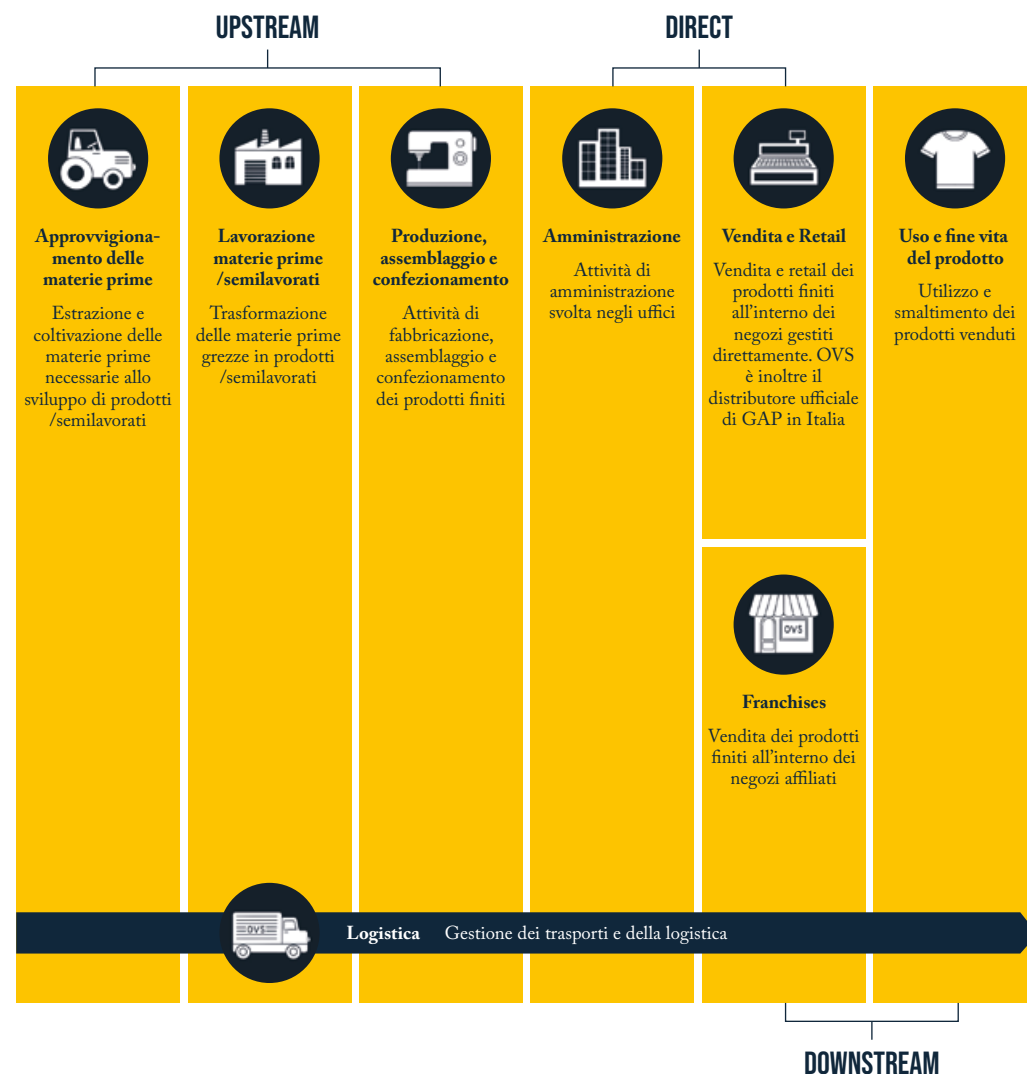 UPSTREAM
DIRECT
Approvvigiona-
mento delle
materie prime
Estrazione e
coltivazione delle
materie prime
necessarie allo
sviluppo di prodotti
/semilavorati
Lavorazione
materie prime
/semilavorati
Trasformazione
delle materie prime
grezze in prodotti
/semilavorati
Produzione,
assemblaggio e
confezionamento
Attività di
fabbricazione,
assemblaggio e
confezionamento
dei prodotti finiti
Amministrazione
Attività di
amministrazione
svolta negli uffici
Vendita e Retail
Vendita e retail dei
prodotti finiti
all'interno dei
negozi gestiti
direttamente. OVS
è inoltre il
distributore ufficiale
di GAP in Italia
OVS
Franchises
Vendita dei prodotti
finiti all'interno dei
negozi affiliati
Uso e fine vita
del prodotto
Utilizzo e
smaltimento dei
prodotti venduti
OVS
Logistica Gestione dei trasporti e della logistica
DOWNSTREAM